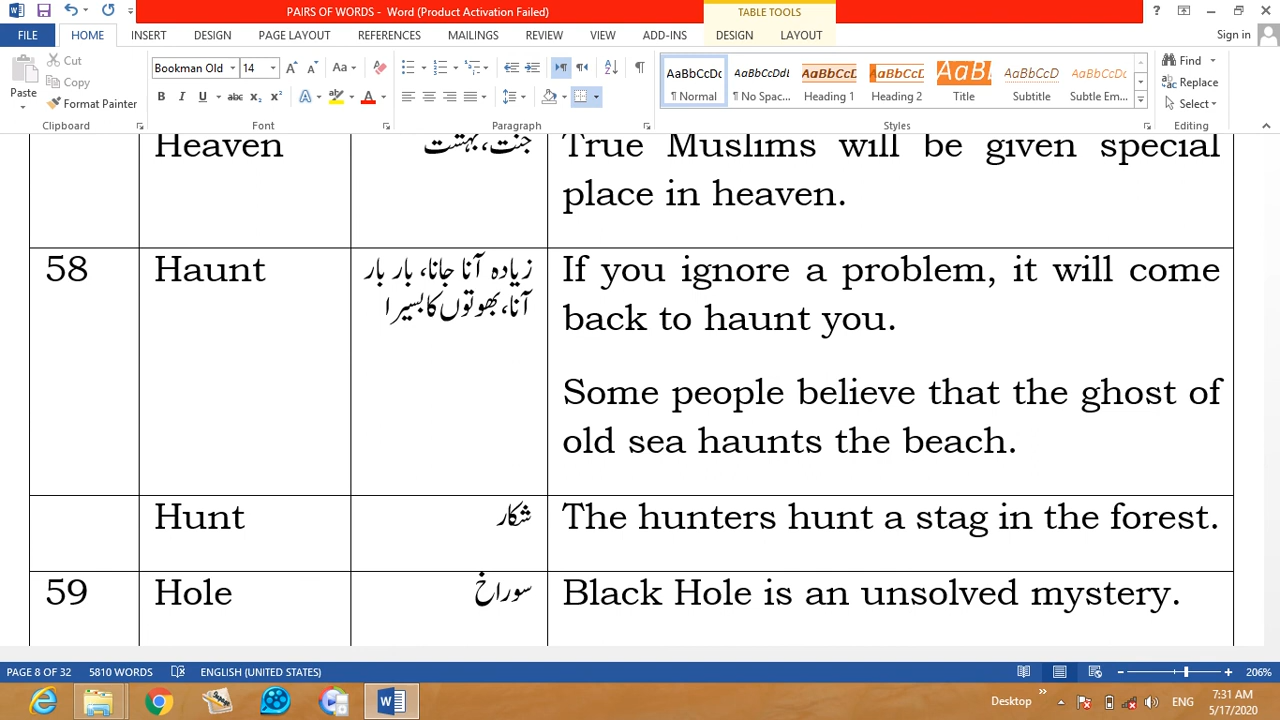 PAIRS OF WORDS - Word (Product Activation Failed)
TABLE TOOLS
?
FILE HOME INSERT DESIGN PAGE LAYOUT REFERENCES MAILINGS REVIEW VIEW ADD-INS DESIGN LAYOUT Sign in
Paste
Cut
Copy
Format Painter
Clipboard
Bookman Old 14
Aa
B I U abc x₂ x²
A
Font
Paragraph
AaBbCcDc AaBbCcDdI AaBbCcD AaBbCcD AaB AaBbCcDc AaBbCcDc
¶ Normal ¶ No Spac... Heading 1 Heading 2 Title Subtitle Subtle Em...
Styles
Find
Replace
Select
Editing
Heaven جنت، بہشت True Muslims will be given special
place in heaven.
58 Haunt زیادہ آنا جانا، بار بار If you ignore a problem, it will come
آنا، بھوتوں کا بسیرا back to haunt you.
Some people believe that the ghost of
old sea haunts the beach.
Hunt شکار The hunters hunt a stag in the forest.
59 Hole سوراخ Black Hole is an unsolved mystery.
PAGE 8 OF 32 5810 WORDS ENGLISH (UNITED STATES) 206%
Desktop ENG 7:31 AM
5/17/2020